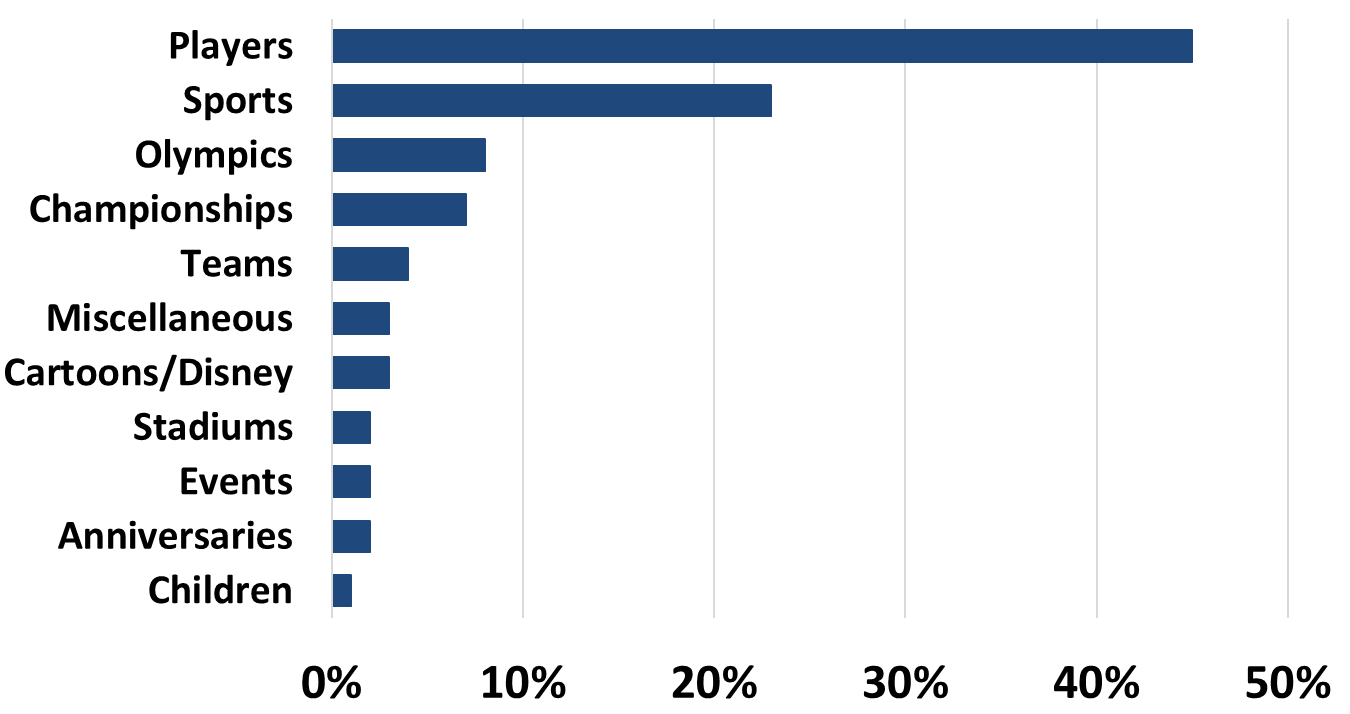 Players
Sports
Olympics
Championships
Teams
Miscellaneous
Cartoons/Disney
Stadiums
Events
Anniversaries
Children
0% 10% 20% 30% 40% 50%